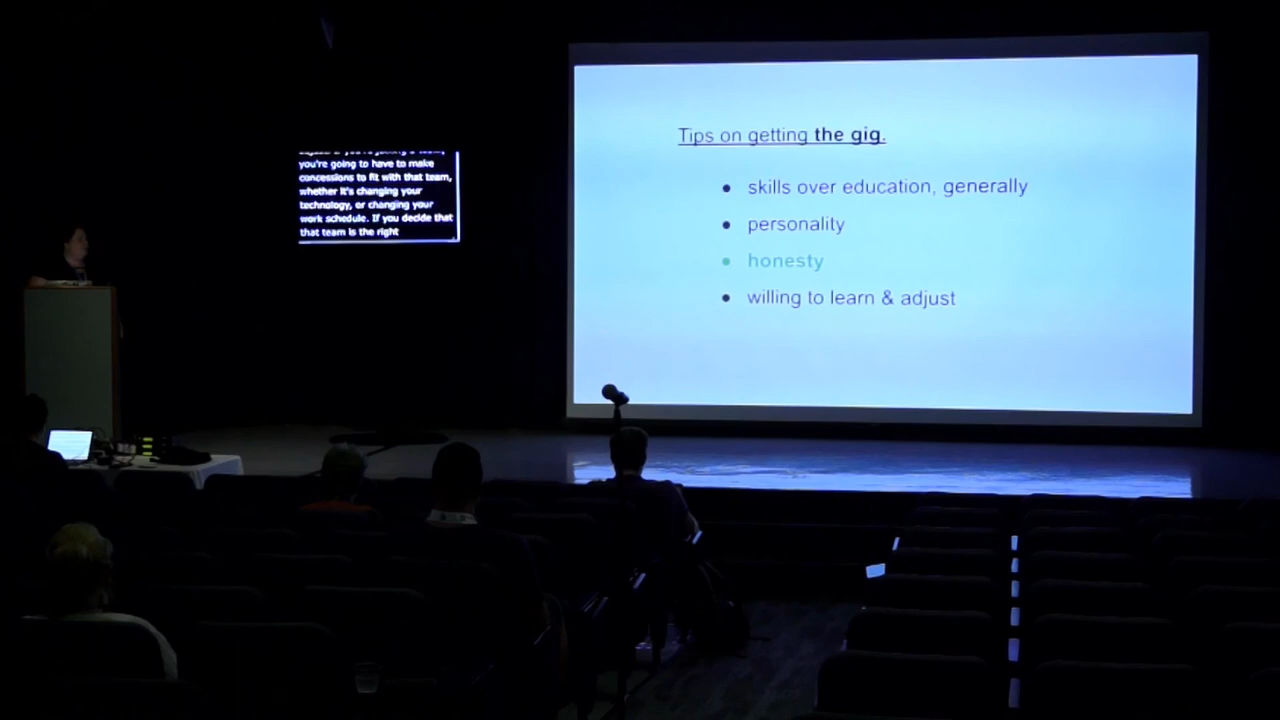 you're going to have to make
concessions to fit with that team,
whether it's changing your
technology, or changing your
work schedule. If you decide that
that team is the right
Tips on getting the gig.
skills over education, generally
personality
honesty
willing to learn & adjust